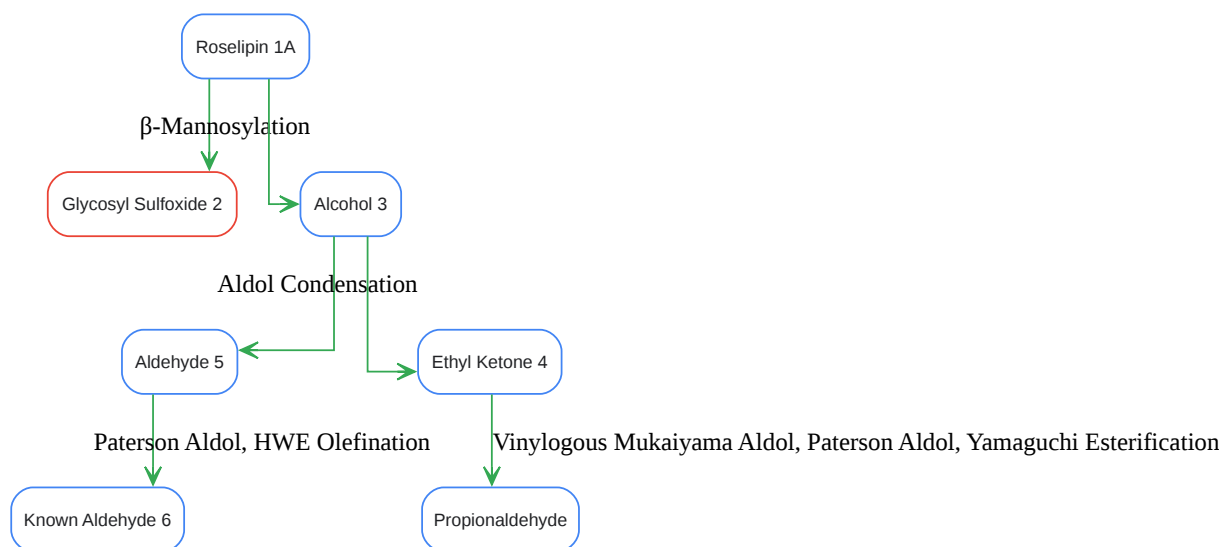 Roselipin 1A
β-Mannosylation
Glycosyl Sulfoxide 2
Alcohol 3
Aldol Condensation
Aldehyde 5
Ethyl Ketone 4
Paterson Aldol, HWE Olefination
Vinylogous Mukaiyama Aldol, Paterson Aldol, Yamaguchi Esterification
Known Aldehyde 6
Propionaldehyde